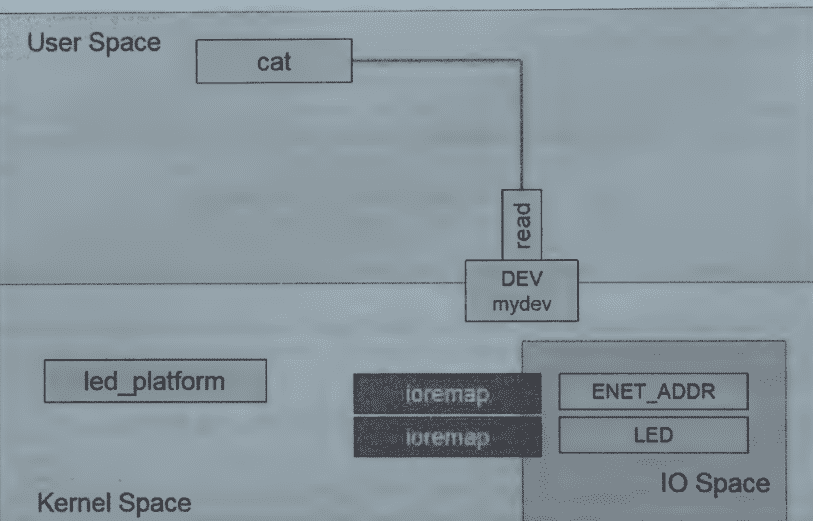 User Space
cat
read
DEV
mydev
led_platform
ioremap
ENET_ADDR
ioremap
LED
IO Space
Kernel Space